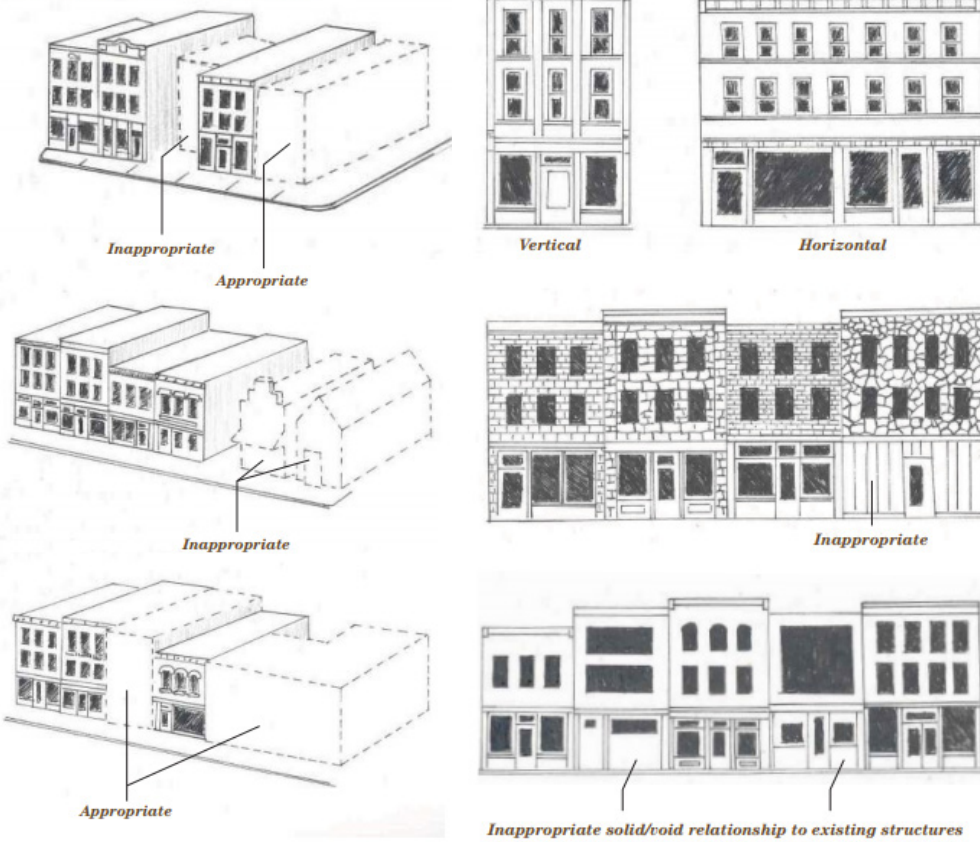 Inappropriate
Appropriate
Vertical
Horizontal
Inappropriate
Inappropriate
Appropriate
Inappropriate solid/void relationship to existing structures